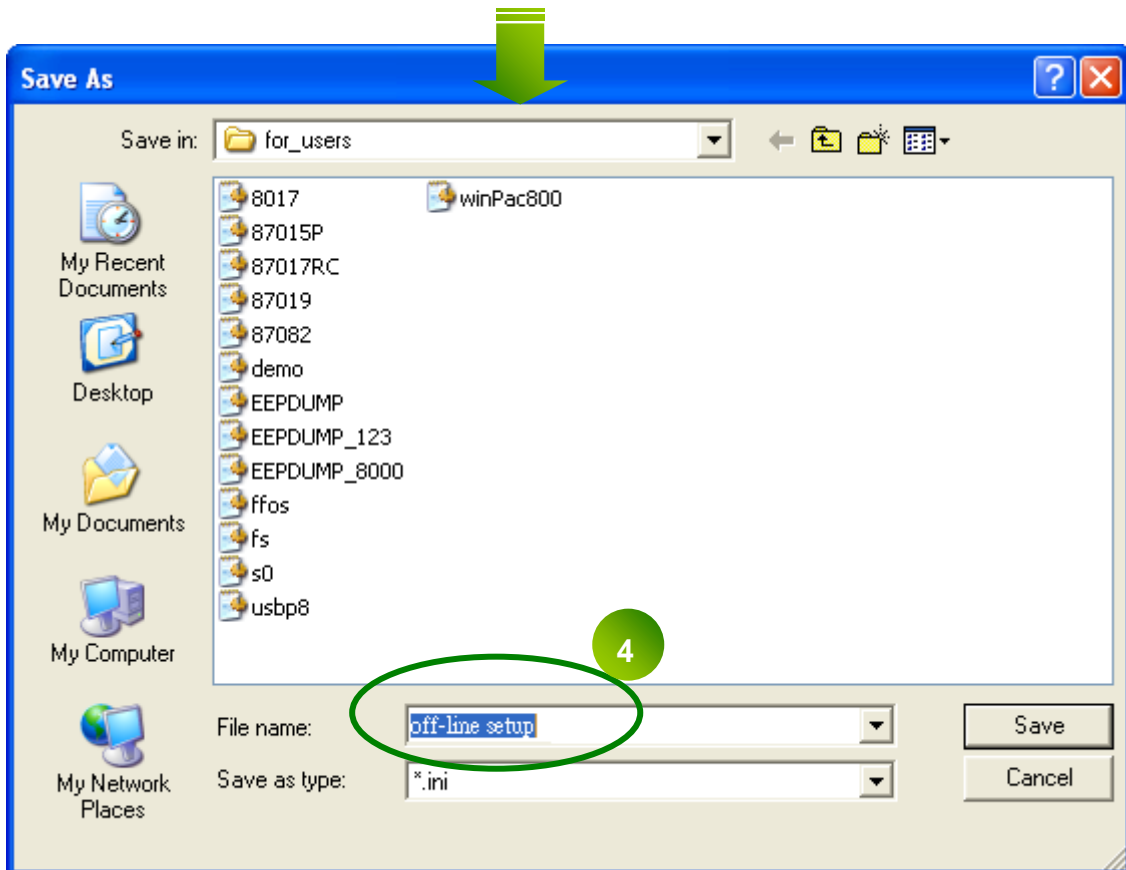 Save As
Save in:
for_users
My Recent
Documents
Desktop
My Documents
My Computer
My Network
Places
8017
87015P
87017RC
87019
87082
demo
EEPDUMP
EEPDUMP_123
EEPDUMP_8000
ffos
fs
s0
usbp8
winPac800
4
File name:
off-line setup
Save
Save as type:
*.ini
Cancel